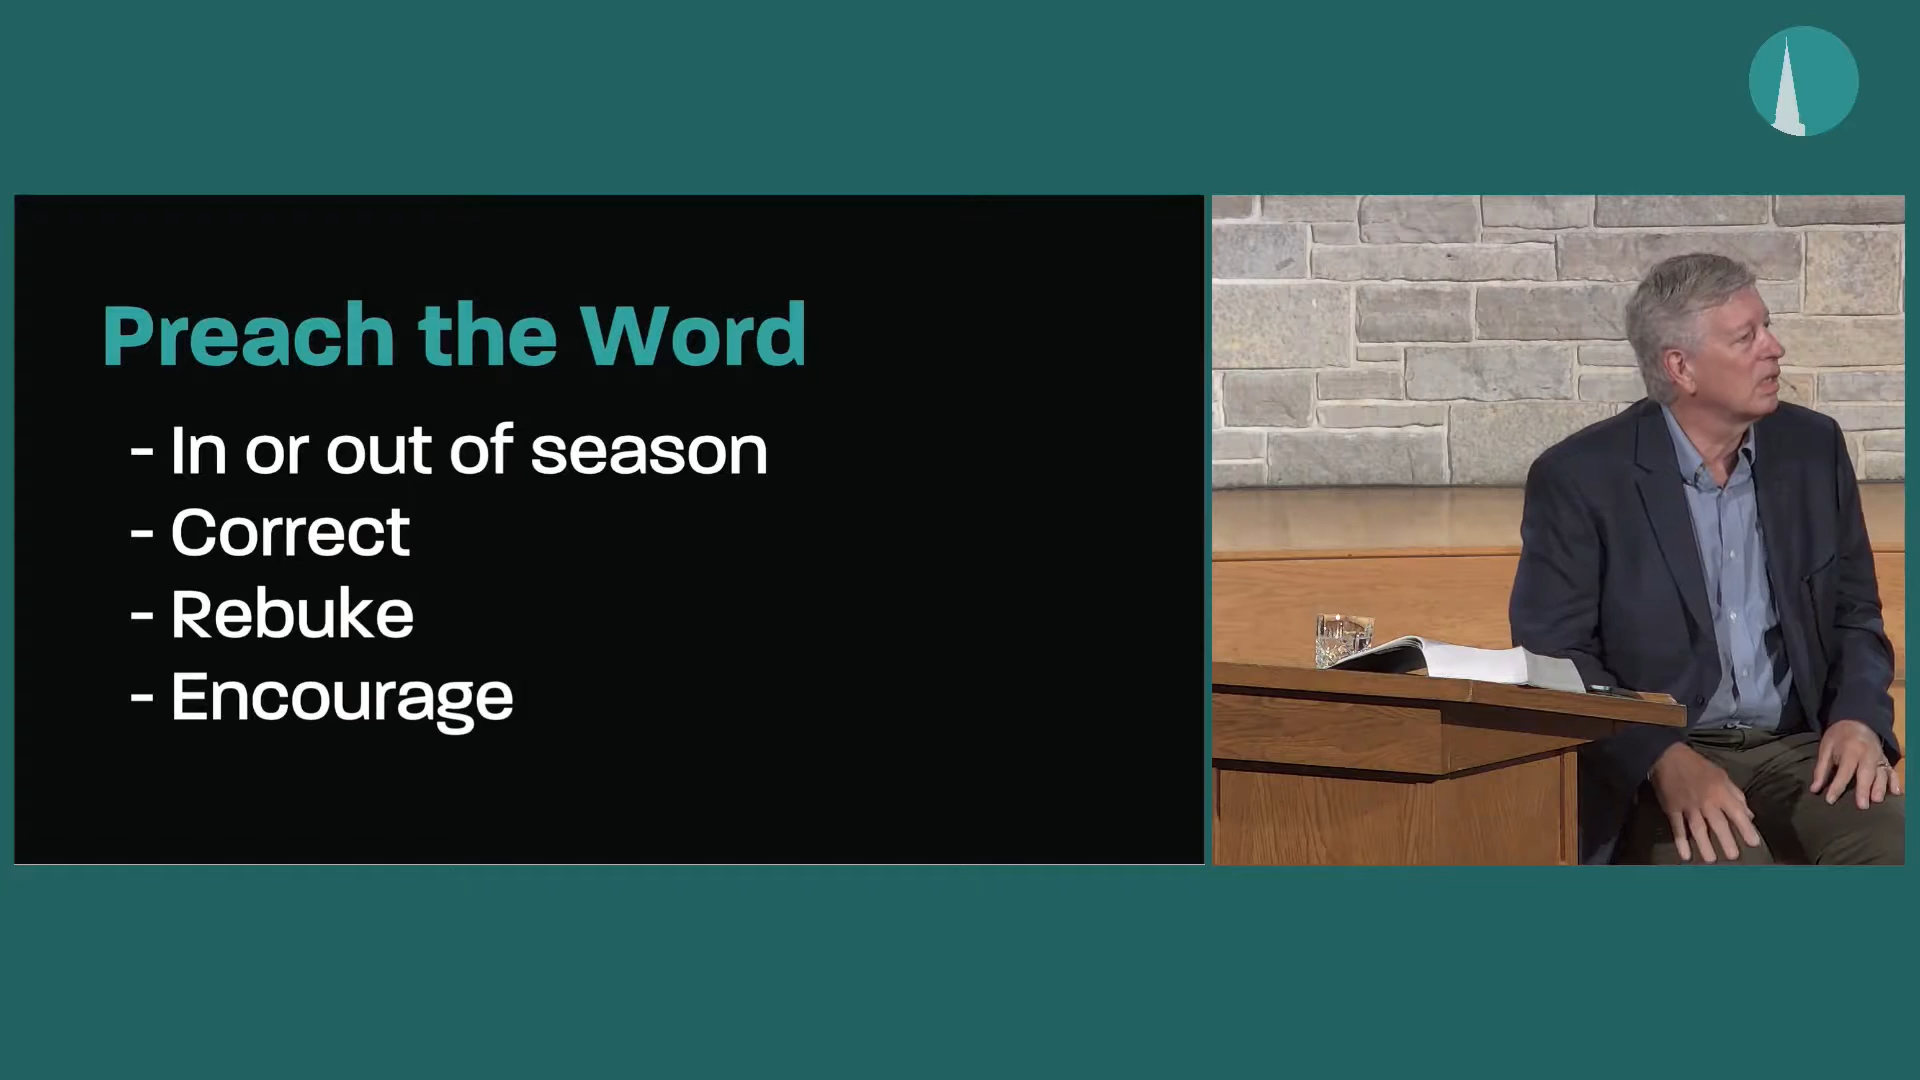 Preach the Word
- In or out of season
- Correct
- Rebuke
- Encourage